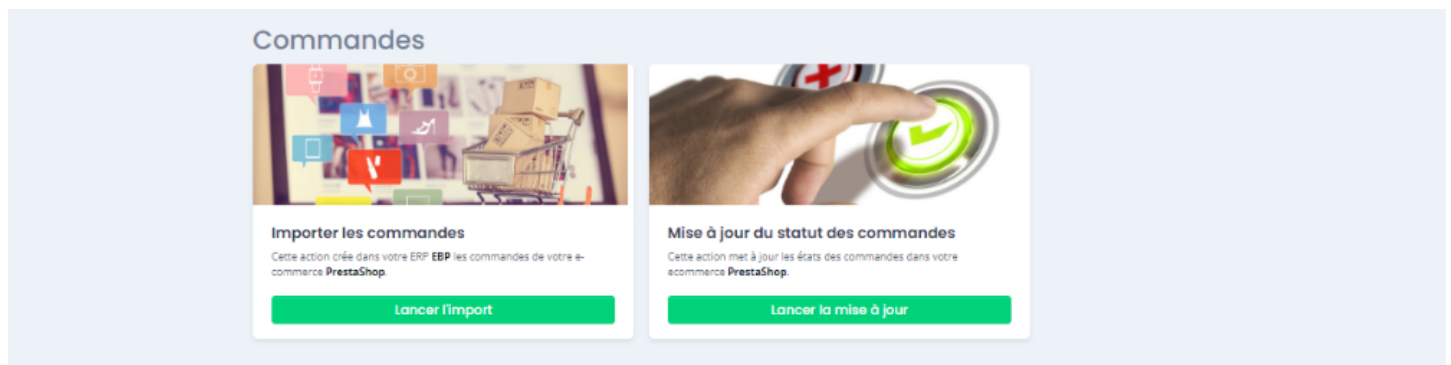 Commandes
Importer les commandes
Cette action crée dans votre ERP EBP les commandes de votre e-
commerce PrestaShop.
Lancer l'import
Mise à jour du statut des commandes
Cette action met à jour les états des commandes dans votre
ecommerce PrestaShop.
Lancer la mise à jour